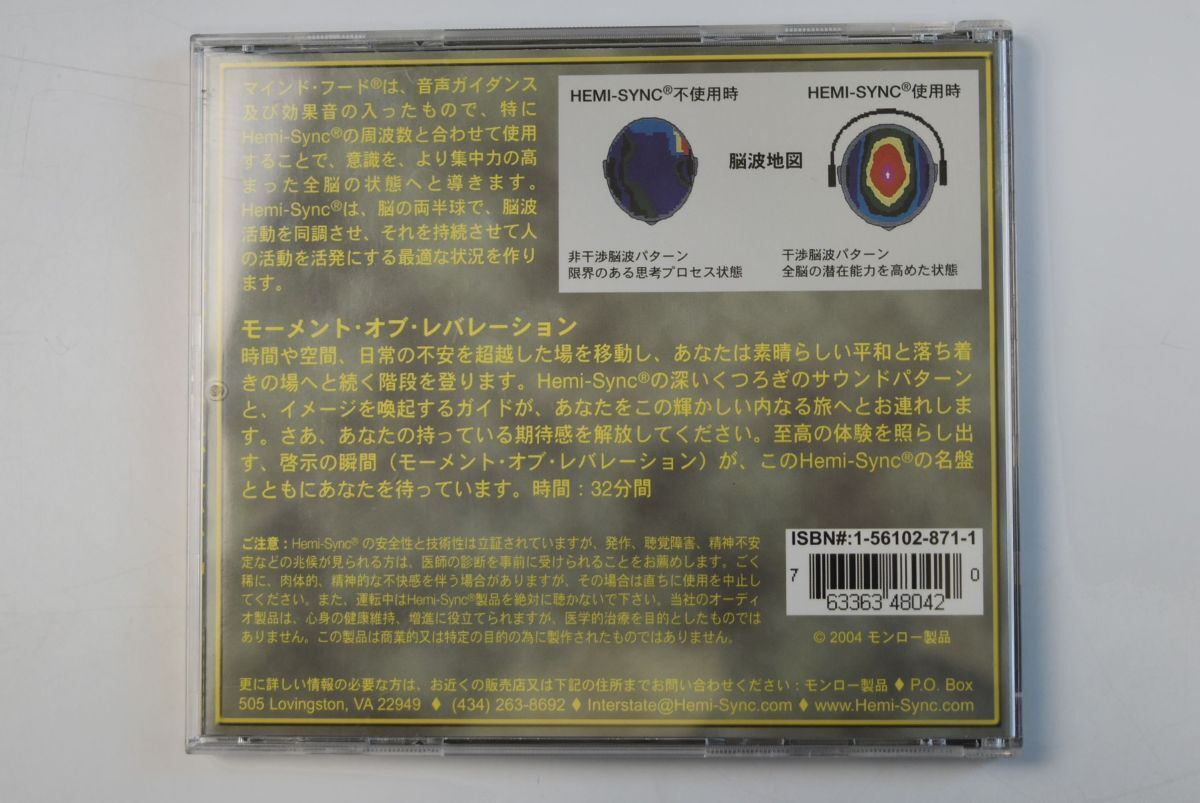 マインド・フード®は、音声ガイダンス
及び効果音の入ったもので、特に
Hemi-Sync®の周波数と合わせて使用
することで、意識を、より集中力の高
まった全脳の状態へと導きます。
Hemi-Sync®は、脳の両半球で、脳波
活動を同調させ、それを持続させて人
の活動を活発にする最適な状況を作り
ます。
HEMI-SYNC®不使用時
HEMI-SYNC®使用時
脳波地図
非干渉脳波パターン
限界のある思考プロセス状態
干渉脳波パターン
全脳の潜在能力を高めた状態
モーメント・オブ・レバレーション
時間や空間、日常の不安を超越した場を移動し、あなたは素晴らしい平和と落ち着
きの場へと続く階段を登ります。Hemi-Sync®の深いくつろぎのサウンドパターン
と、イメージを喚起するガイドが、あなたをこの輝かしい内なる旅へとお連れしま
す。さあ、あなたの持っている期待感を解放してください。至高の体験を照らし出
す、啓示の瞬間（モーメント・オブ・レバレーション）が、このHemi-Sync®の名盤
とともにあなたを待っています。時間：32分間
ご注意：Hemi-Sync® の安全性と技術性は立証されていますが、発作、聴覚障害、精神不安
定などの兆候が見られる方は、医師の診断を事前に受けられることをお薦めします。ごく
稀に、肉体的、精神的な不快感を伴う場合がありますが、その場合は直ちに使用を中止し
てください。また、運転中はHemi-Sync®製品を絶対に聴かないで下さい。当社のオーディ
オ製品は、心身の健康維持、増進に役立てられますが、医学的治療を目的としたものでは
ありません。この製品は商業的又は特定の目的の為に製作されたものではありません。
ISBN#:1-56102-871-1
7 63363 48042 0
© 2004 モンロー製品
更に詳しい情報の必要な方は、お近くの販売店又は下記の住所までお問い合わせください：モンロー製品 ♦ P.O. Box
505 Lovingston, VA 22949 ♦ (434) 263-8692 ♦ Interstate@Hemi-Sync.com ♦ www.Hemi-Sync.com